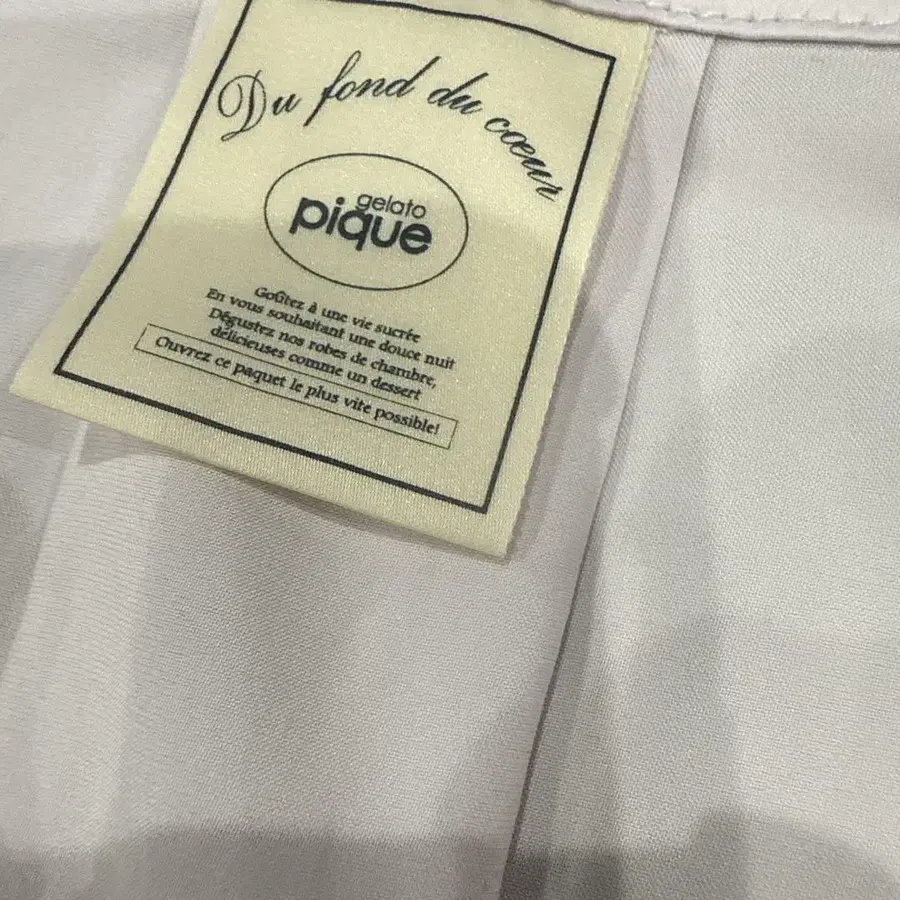 Du fond du cœur
gelato
pique
Goûtez à une vie sucrée
En vous souhaitant une douce nuit
Dégustez nos robes de chambre,
délicieuses comme un dessert
Ouvrez ce paquet le plus vite possible!